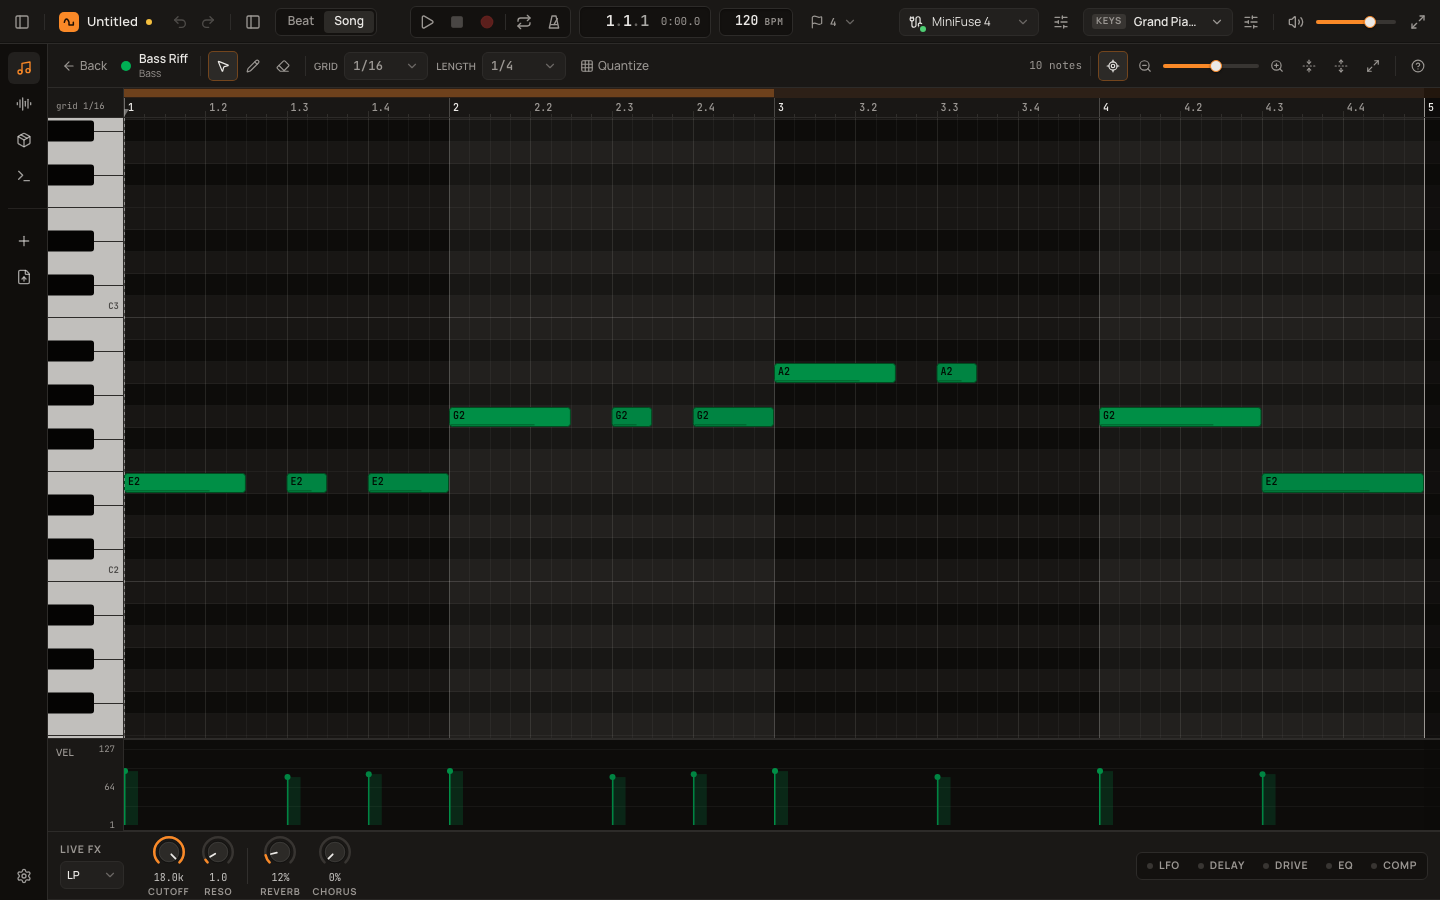 Untitled
Beat Song
1.1.1 0:00.0
120 BPM
4
MiniFuse 4
KEYS Grand Pia...
Back
Bass Riff
Bass
GRID 1/16
LENGTH 1/4
Quantize
10 notes
grid 1/16
1 1.2 1.3 1.4 2 2.2 2.3 2.4 3 3.2 3.3 3.4 4 4.2 4.3 4.4 5
C3
A2 A2
G2 G2 G2 G2
E2 E2 E2 E2
C2
VEL 127
64
1
LIVE FX
LP
18.0k 1.0 12% 0%
CUTOFF RESO REVERB CHORUS
LFO DELAY DRIVE EQ COMP